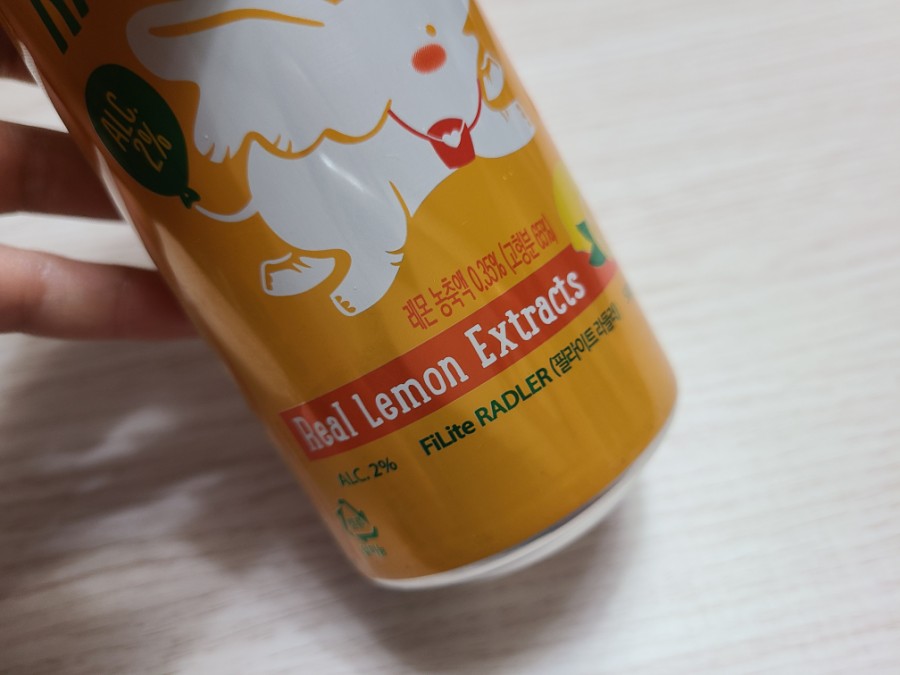 ALC.
2%
레몬 농축액 0.35% (고형분 65%)
Real Lemon Extracts
FiLite RADLER (필라이트 라들러)
ALC. 2%